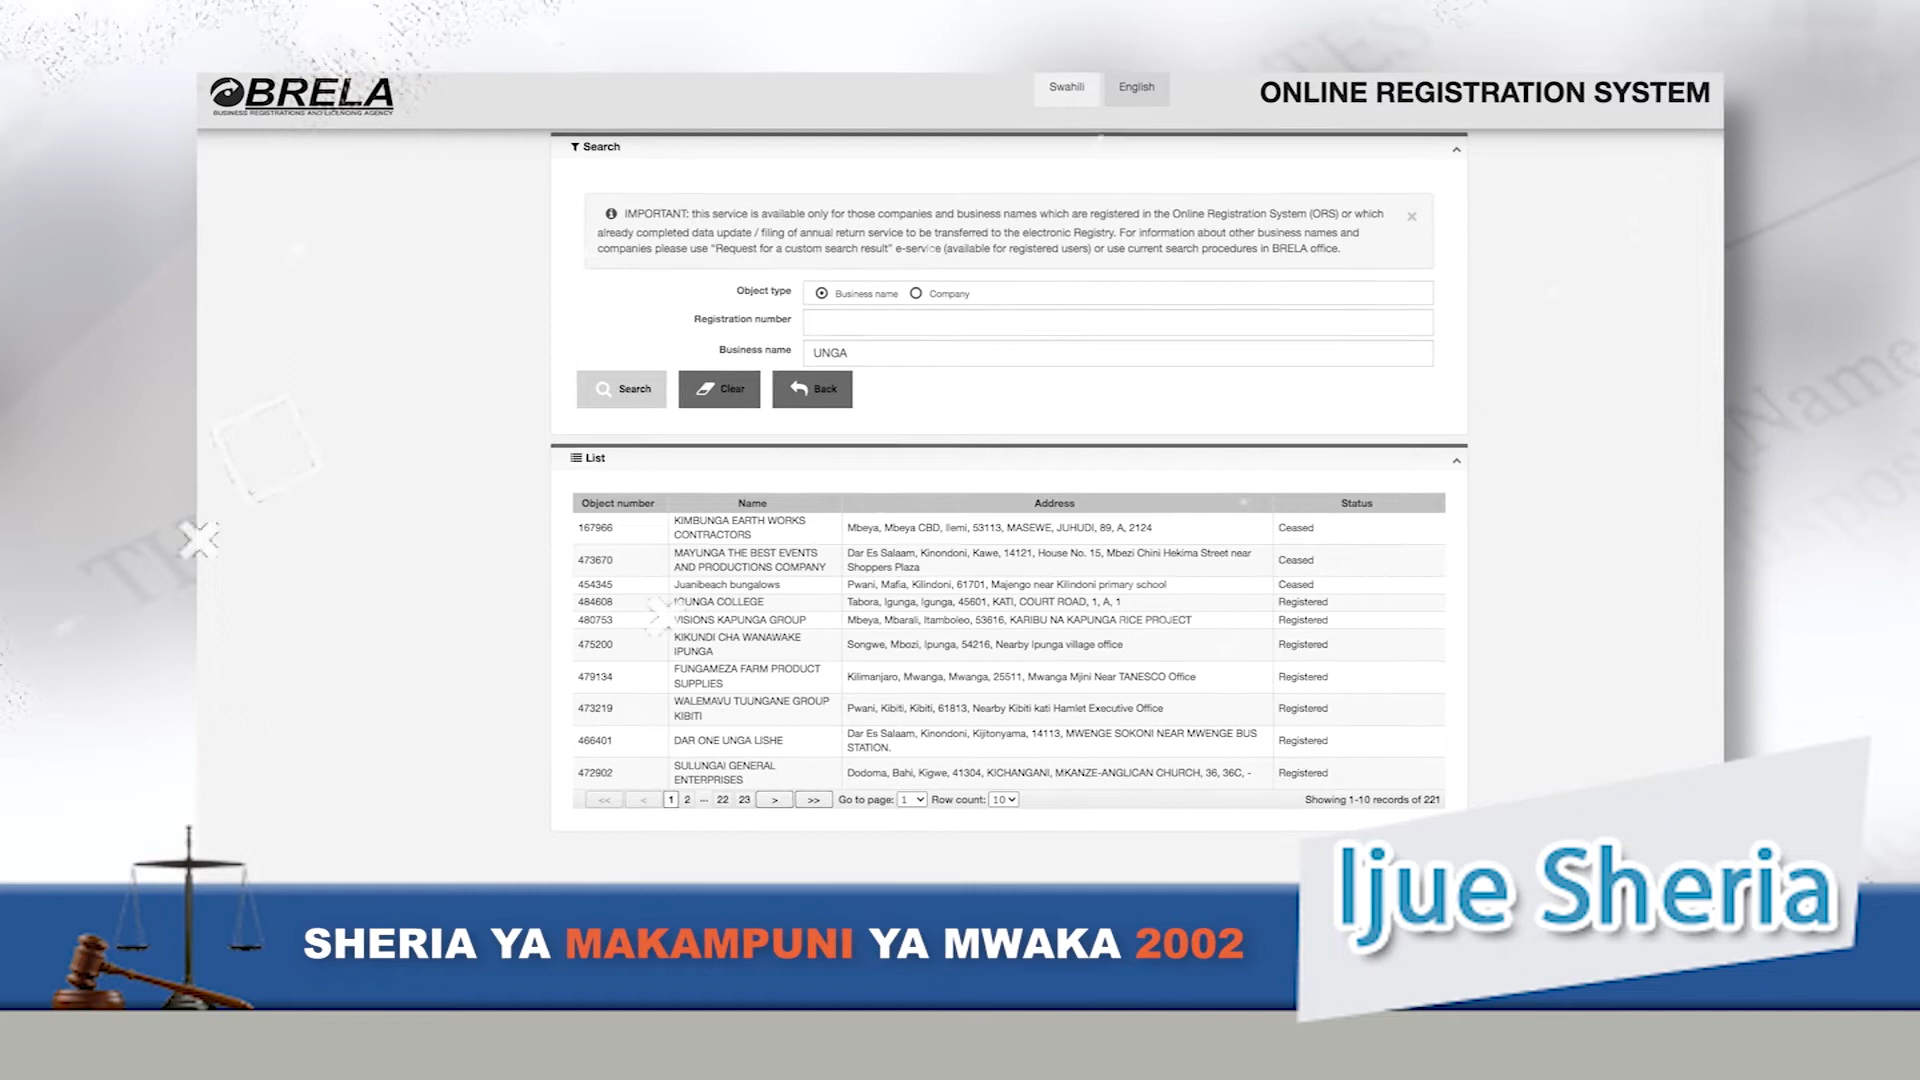 BRELA
BUSINESS REGISTRATIONS AND LICENCING AGENCY
Swahili English
ONLINE REGISTRATION SYSTEM
Search
IMPORTANT: this service is available only for those companies and business names which are registered in the Online Registration System (ORS) or which
already completed data update / filing of annual return service to be transferred to the electronic Registry. For information about other business names and
companies please use "Request for a custom search result" e-service (available for registered users) or use current search procedures in BRELA office.
Object type Business name Company
Registration number
Business name UNGA
Search Clear Back
List
Object number Name Address Status
167966 KIMBUNGA EARTH WORKS CONTRACTORS Mbeya, Mbeya CBD, Ilemi, 53113, MASEWE, JUHUDI, 89, A, 2124 Ceased
473670 MAYUNGA THE BEST EVENTS AND PRODUCTIONS COMPANY Dar Es Salaam, Kinondoni, Kawe, 14121, House No. 15, Mbezi Chini Hekima Street near Shoppers Plaza Ceased
454345 Juanibeach bungalows Pwani, Mafia, Kilindoni, 61701, Majengo near Kilindoni primary school Ceased
484608 IGUNGA COLLEGE Tabora, Igunga, Igunga, 45601, KATI, COURT ROAD, 1, A, 1 Registered
480753 VISIONS KAPUNGA GROUP Mbeya, Mbarali, Itamboleo, 53616, KARIBU NA KAPUNGA RICE PROJECT Registered
475200 KIKUNDI CHA WANAWAKE IPUNGA Songwe, Mbozi, Ipunga, 54216, Nearby Ipunga village office Registered
479134 FUNGAMEZA FARM PRODUCT SUPPLIES Kilimanjaro, Mwanga, Mwanga, 25511, Mwanga Mjini Near TANESCO Office Registered
473219 WALEMAVU TUUNGANE GROUP KIBITI Pwani, Kibiti, Kibiti, 61813, Nearby Kibiti kati Hamlet Executive Office Registered
466401 DAR ONE UNGA LISHE Dar Es Salaam, Kinondoni, Kijitonyama, 14113, MWENGE SOKONI NEAR MWENGE BUS STATION. Registered
472902 SULUNGAI GENERAL ENTERPRISES Dodoma, Bahi, Kigwe, 41304, KICHANGANI, MKANZE-ANGLICAN CHURCH, 36, 36C, - Registered
<< < 1 2 ... 22 23 > >> Go to page: 1 Row count: 10 Showing 1-10 records of 221
Ijue Sheria
SHERIA YA MAKAMPUNI YA MWAKA 2002